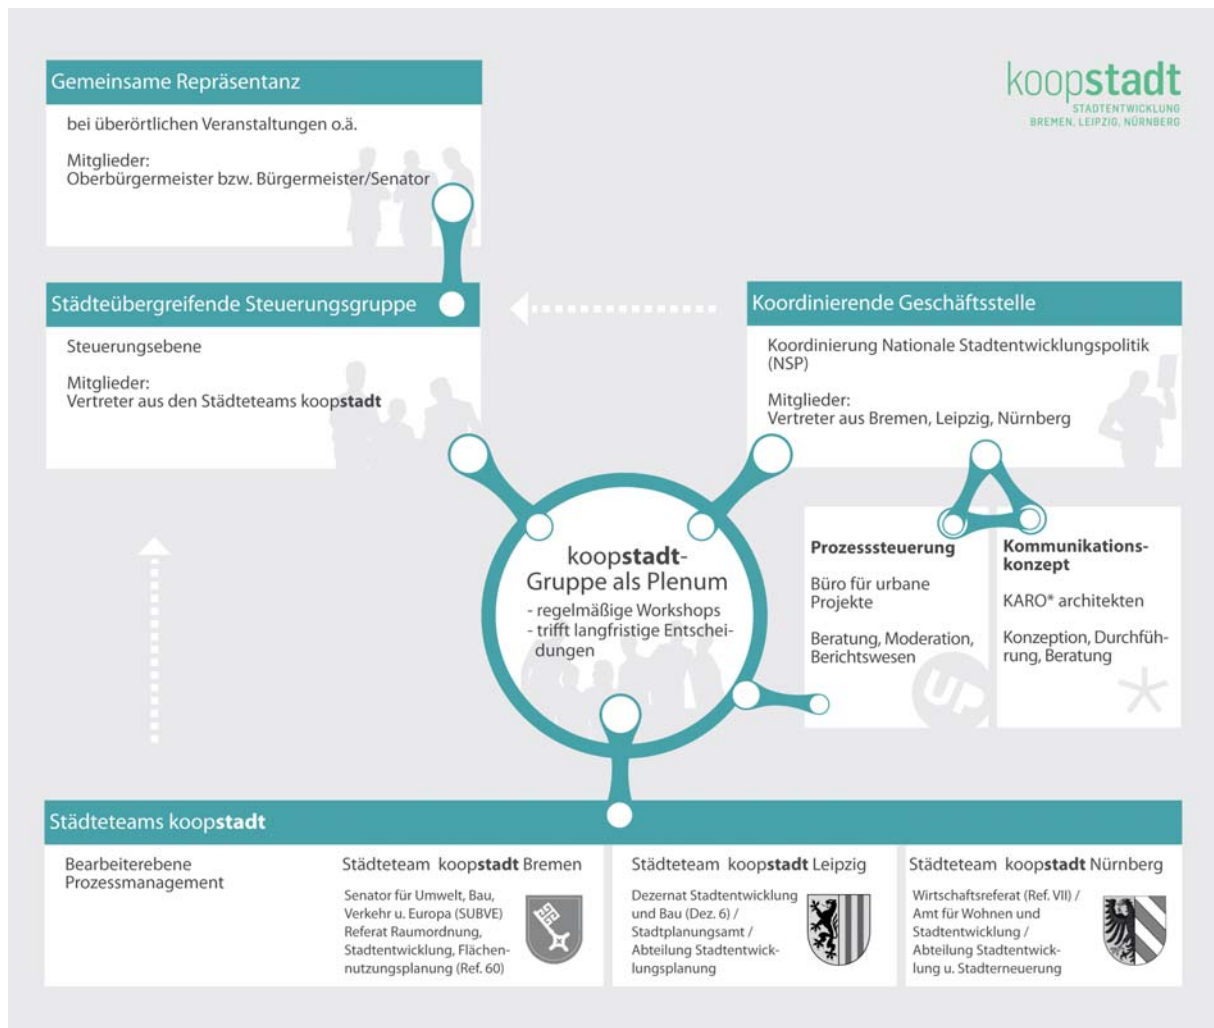 Gemeinsame Repräsentanz
bei überörtlichen Veranstaltungen o.ä.
Mitglieder:
Oberbürgermeister bzw. Bürgermeister/Senator
koopstadt
STADTENTWICKLUNG
BREMEN, LEIPZIG, NÜRNBERG
Städteübergreifende Steuerungsgruppe
Steuerungsebene
Mitglieder:
Vertreter aus den Städteteams koopstadt
Koordinierende Geschäftsstelle
Koordinierung Nationale Stadtentwicklungspolitik
(NSP)
Mitglieder:
Vertreter aus Bremen, Leipzig, Nürnberg
koopstadt-
Gruppe als Plenum
- regelmäßige Workshops
- trifft langfristige Entschei-
dungen
Prozesssteuerung
Büro für urbane
Projekte
Beratung, Moderation,
Berichtswesen
UP
Kommunikations-
konzept
KARO* architekten
Konzeption, Durchfüh-
rung, Beratung
Städteteams koopstadt
Bearbeiterebene
Prozessmanagement
Städteteam koopstadt Bremen
Senator für Umwelt, Bau,
Verkehr u. Europa (SUBVE)
Referat Raumordnung,
Stadtentwicklung, Flächen-
nutzungsplanung (Ref. 60)
Städteteam koopstadt Leipzig
Dezernat Stadtentwicklung
und Bau (Dez. 6) /
Stadtplanungsamt /
Abteilung Stadtentwick-
lungsplanung
Städteteam koopstadt Nürnberg
Wirtschaftsreferat (Ref. VII) /
Amt für Wohnen und
Stadtentwicklung /
Abteilung Stadtentwick-
lung u. Stadterneuerung